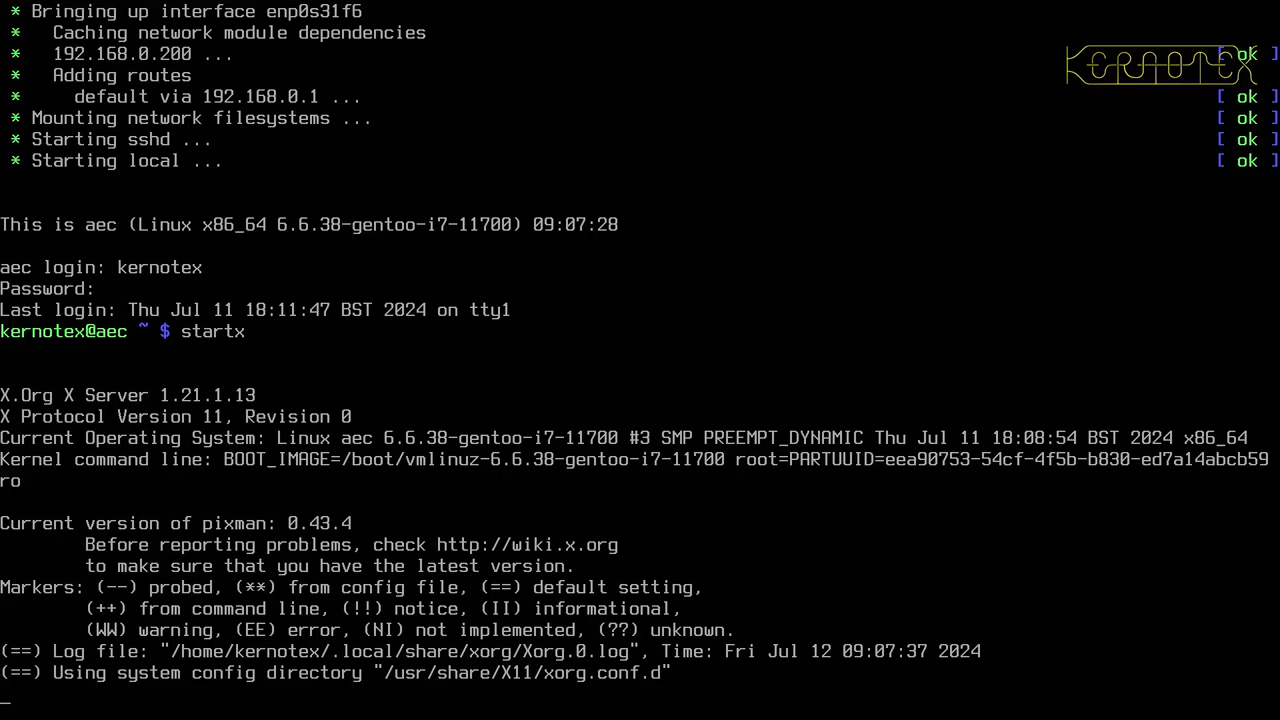 * Bringing up interface enp0s31f6
*   Caching network module dependencies
*   192.168.0.200 ... [ ok ]
KERNOTEX
*   Adding routes
*     default via 192.168.0.1 ... [ ok ]
* Mounting network filesystems ... [ ok ]
* Starting sshd ... [ ok ]
* Starting local ... [ ok ]
This is aec (Linux x86_64 6.6.38-gentoo-i7-11700) 09:07:28
aec login: kernotex
Password:
Last login: Thu Jul 11 18:11:47 BST 2024 on tty1
kernotex@aec ~ $ startx
X.Org X Server 1.21.1.13
X Protocol Version 11, Revision 0
Current Operating System: Linux aec 6.6.38-gentoo-i7-11700 #3 SMP PREEMPT_DYNAMIC Thu Jul 11 18:08:54 BST 2024 x86_64
Kernel command line: BOOT_IMAGE=/boot/vmlinuz-6.6.38-gentoo-i7-11700 root=PARTUUID=eea90753-54cf-4f5b-b830-ed7a14abcb59
ro
Current version of pixman: 0.43.4
Before reporting problems, check http://wiki.x.org
to make sure that you have the latest version.
Markers: (--) probed, (**) from config file, (==) default setting,
(++) from command line, (!!) notice, (II) informational,
(WW) warning, (EE) error, (NI) not implemented, (??) unknown.
(==) Log file: "/home/kernotex/.local/share/xorg/Xorg.0.log", Time: Fri Jul 12 09:07:37 2024
(==) Using system config directory "/usr/share/X11/xorg.conf.d"
_